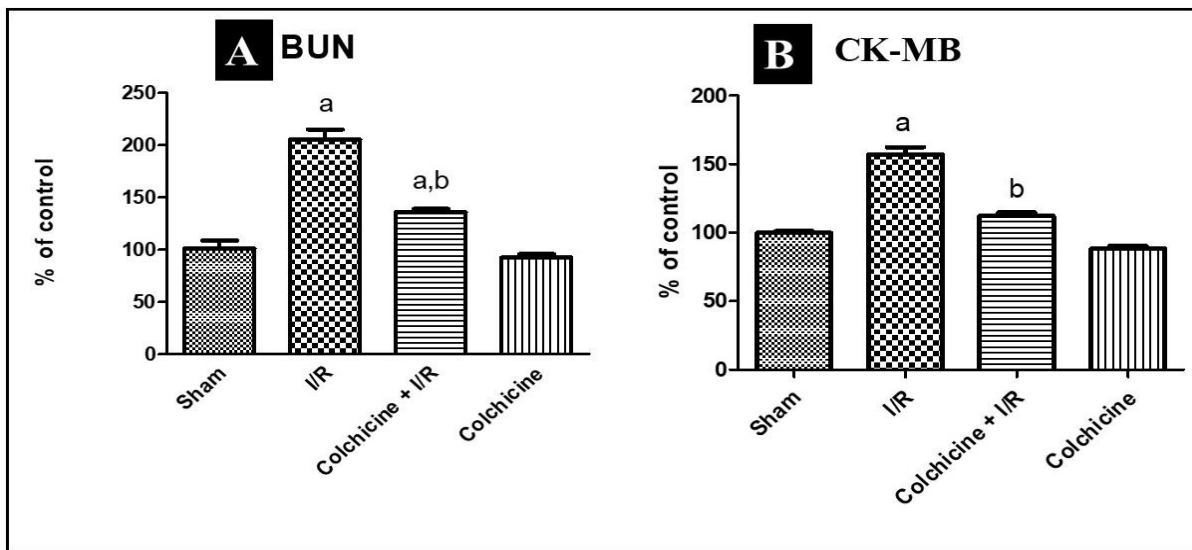 A BUN
250
200
150
100
50
0
% of control
a
a,b
Sham
I/R
Colchicine + I/R
Colchicine
B CK-MB
200
150
100
50
0
% of control
a
b
Sham
I/R
Colchicine + I/R
Colchicine